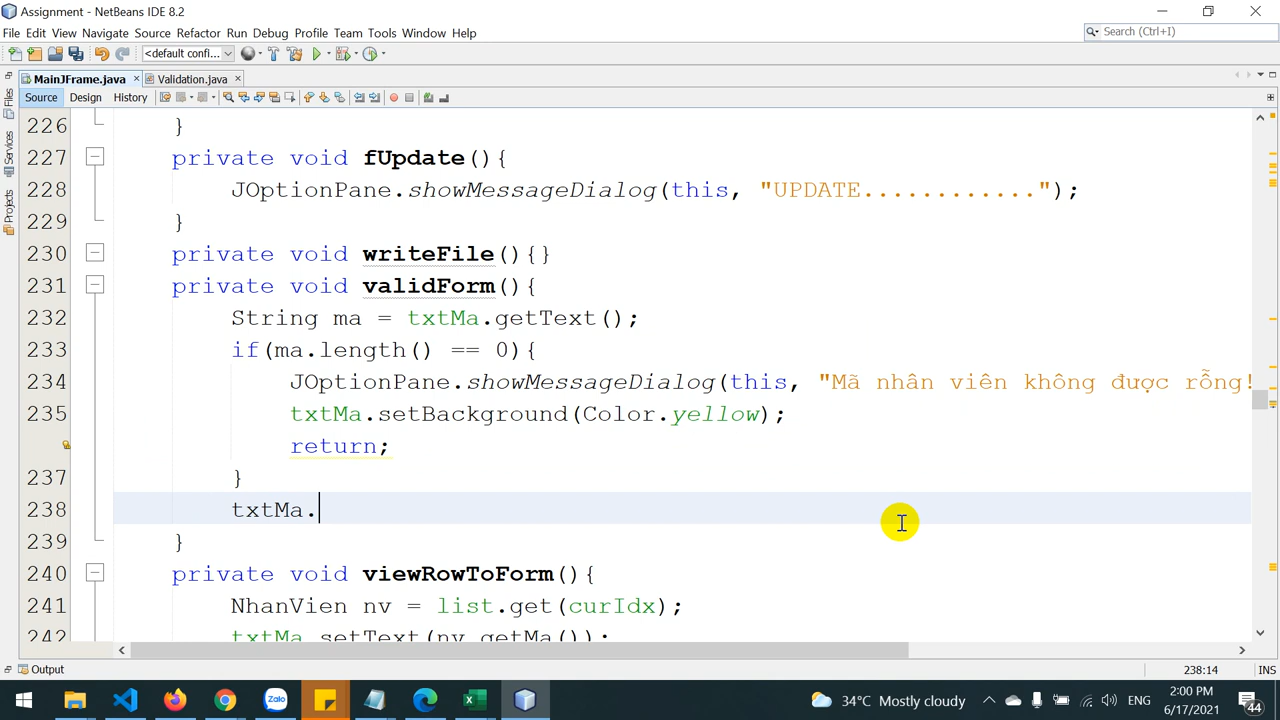 Assignment - NetBeans IDE 8.2
File Edit View Navigate Source Refactor Run Debug Profile Team Tools Window Help
Search (Ctrl+I)
<default confi...
MainJFrame.java Validation.java
Source Design History
Files
Services
Projects
226 }
227 private void fUpdate(){
228 JOptionPane.showMessageDialog(this, "UPDATE............");
229 }
230 private void writeFile(){}
231 private void validForm(){
232 String ma = txtMa.getText();
233 if(ma.length() == 0){
234 JOptionPane.showMessageDialog(this, "Mã nhân viên không được rỗng!
235 txtMa.setBackground(Color.yellow);
return;
237 }
238 txtMa.
239 }
240 private void viewRowToForm(){
241 NhanVien nv = list.get(curIdx);
242 txtMa.setText(nv.getMa());
Output
238:14 INS
Zalo
34°C Mostly cloudy
ENG
2:00 PM
6/17/2021
44